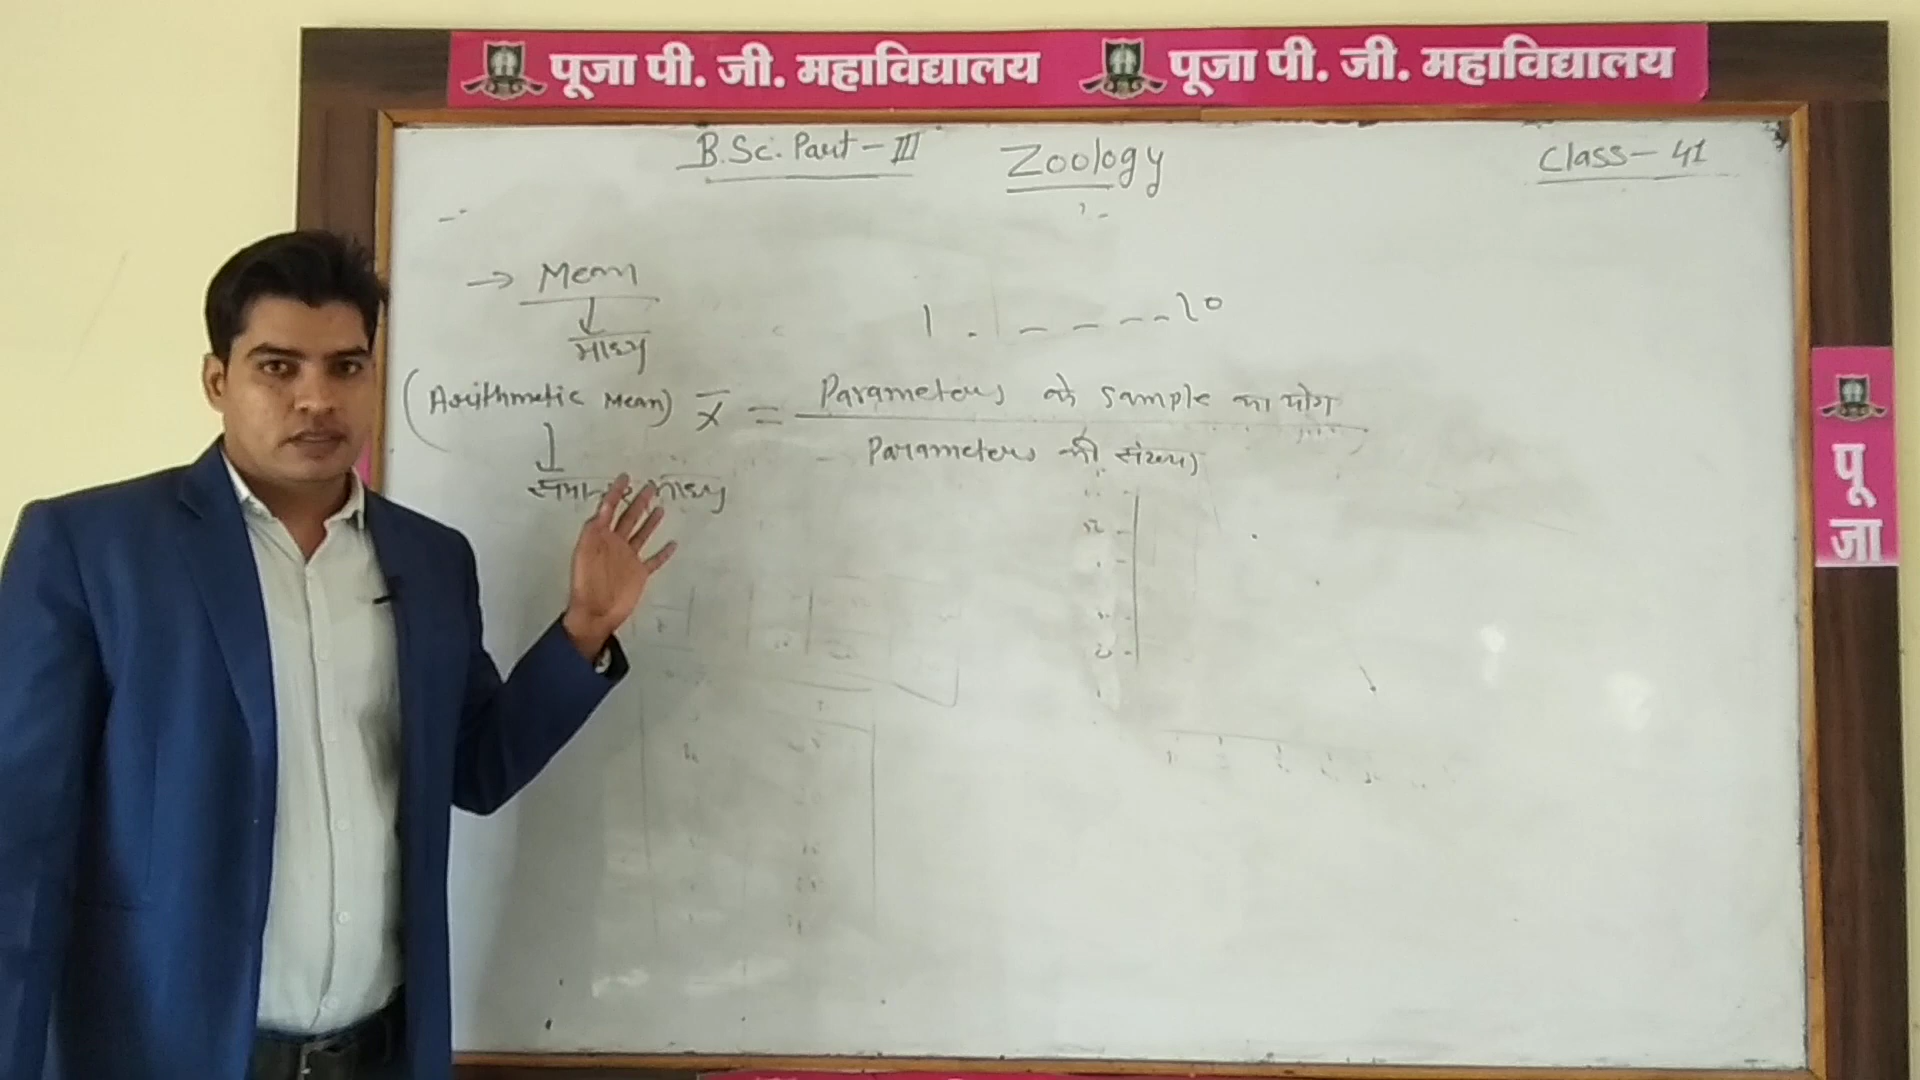 पूजा पी. जी. महाविद्यालय पूजा पी. जी. महाविद्यालय
B.Sc. Part - III Zoology Class - 41
→ Mean
माध्य
1 . - - - - - 20
(Arithmetic Mean) x̄ = Parameters के sample का योग
Parameters की संख्या
समान्तर माध्य
पू
जा